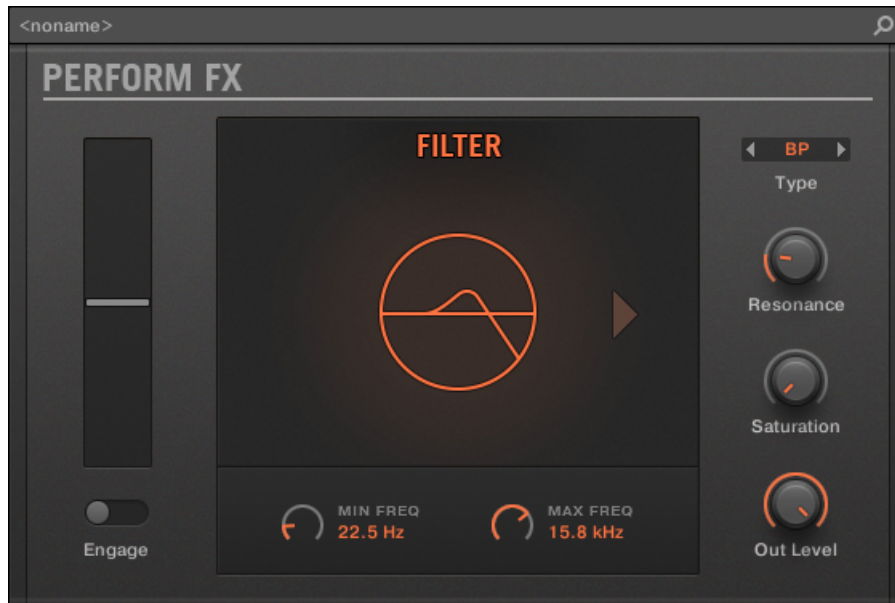 <noname>
PERFORM FX
FILTER
BP
Type
Resonance
Saturation
MIN FREQ
22.5 Hz
MAX FREQ
15.8 kHz
Engage
Out Level